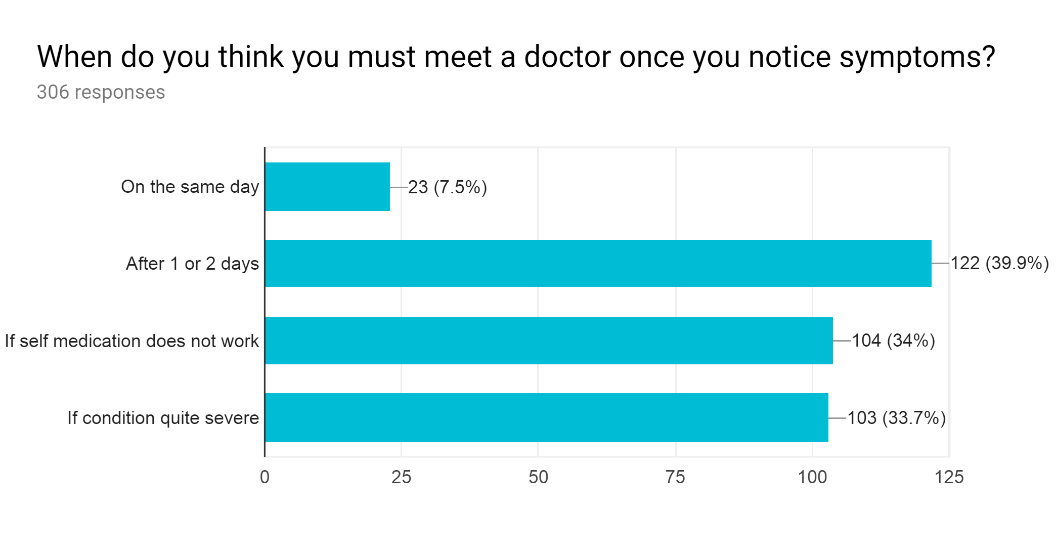 When do you think you must meet a doctor once you notice symptoms?
306 responses
On the same day 23 (7.5%)
After 1 or 2 days 122 (39.9%)
If self medication does not work 104 (34%)
If condition quite severe 103 (33.7%)
0 25 50 75 100 125